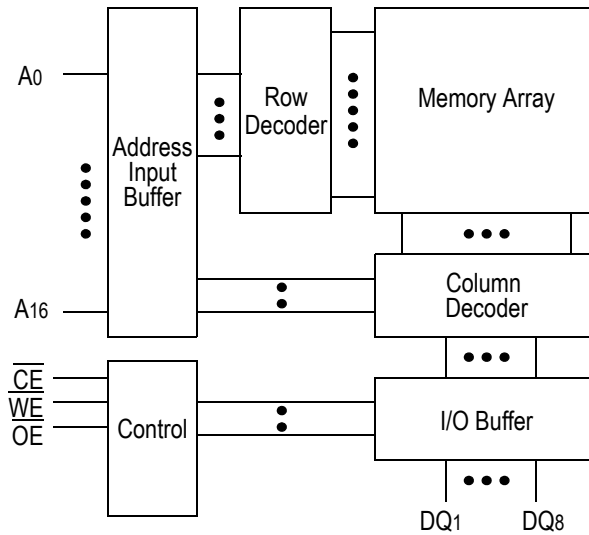 A0
A16
Address
Input
Buffer
Row
Decoder
Memory Array
Column
Decoder
CE
WE
OE
Control
I/O Buffer
DQ1
DQ8